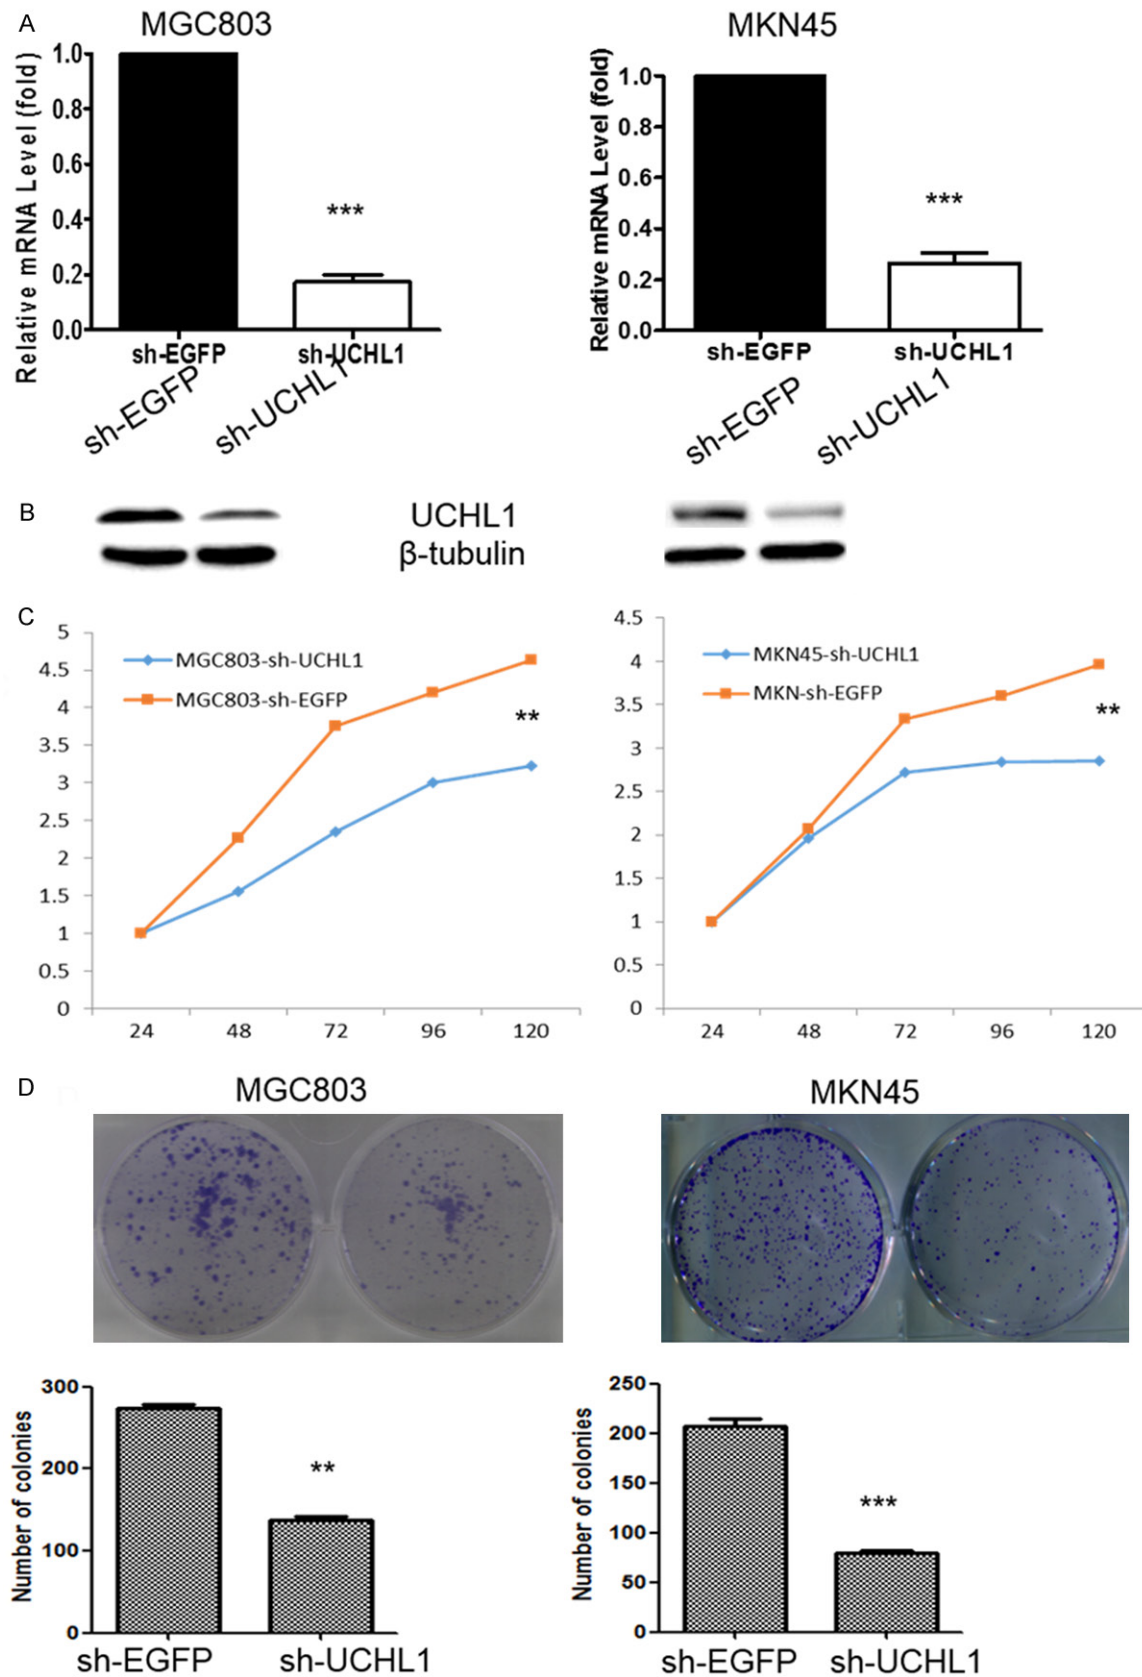 A
MGC803
MKN45
Relative mRNA Level (fold)
1.0
0.8
0.6
0.4
0.2
0.0
***
sh-EGFP
sh-UCHL1
Relative mRNA Level (fold)
1.0
0.8
0.6
0.4
0.2
0.0
***
sh-EGFP
sh-UCHL1
sh-EGFP
sh-UCHL1
sh-EGFP
sh-UCHL1
B
UCHL1
β-tubulin
C
5
4.5
4
3.5
3
2.5
2
1.5
1
0.5
0
MGC803-sh-UCHL1
MGC803-sh-EGFP
**
24 48 72 96 120
4.5
4
3.5
3
2.5
2
1.5
1
0.5
0
MKN45-sh-UCHL1
MKN-sh-EGFP
**
24 48 72 96 120
D
MGC803
MKN45
Number of colonies
300
200
100
0
**
sh-EGFP
sh-UCHL1
Number of colonies
250
200
150
100
50
0
***
sh-EGFP
sh-UCHL1